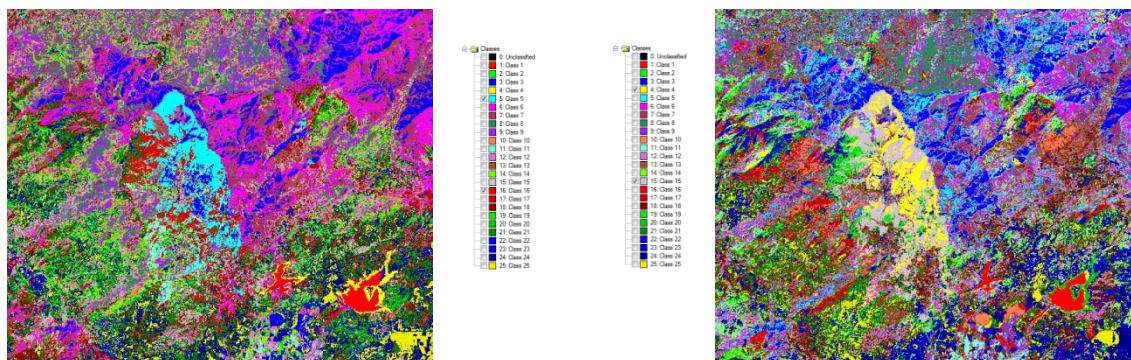 Classes
0: Unclassified
1: Class 1
2: Class 2
3: Class 3
4: Class 4
5: Class 5
6: Class 6
7: Class 7
8: Class 8
9: Class 9
10: Class 10
11: Class 11
12: Class 12
13: Class 13
14: Class 14
15: Class 15
16: Class 16
17: Class 17
18: Class 18
19: Class 19
20: Class 20
21: Class 21
22: Class 22
23: Class 23
24: Class 24
25: Class 25
Classes
0: Unclassified
1: Class 1
2: Class 2
3: Class 3
4: Class 4
5: Class 5
6: Class 6
7: Class 7
8: Class 8
9: Class 9
10: Class 10
11: Class 11
12: Class 12
13: Class 13
14: Class 14
15: Class 15
16: Class 16
17: Class 17
18: Class 18
19: Class 19
20: Class 20
21: Class 21
22: Class 22
23: Class 23
24: Class 24
25: Class 25